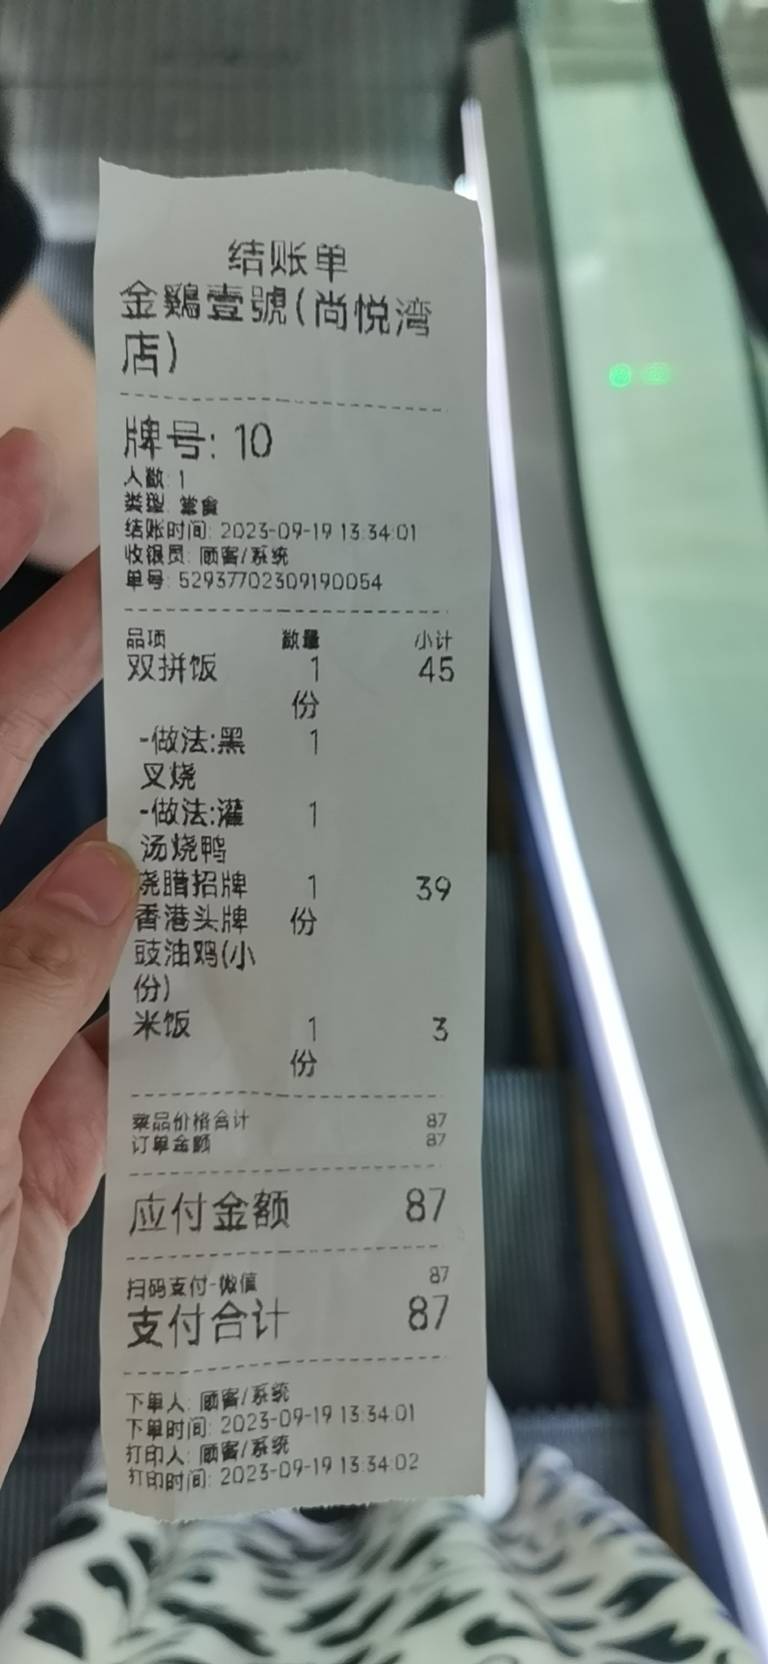 结账单
金鷄壹號(尚悦湾
店)
牌号: 10
人数: 1
类型: 堂食
结账时间: 2023-09-19 13:34:01
收银员: 顾客/系统
单号: 52937702309190054
品项 数量 小计
双拼饭 1 45
份
-做法:黑 1
叉烧
-做法:灌 1
汤烧鸭
烧腊招牌 1 39
香港头牌 份
豉油鸡(小
份)
米饭 1 3
份
菜品价格合计 87
订单金额 87
应付金额 87
扫码支付-微信 87
支付合计 87
下单人: 顾客/系统
下单时间: 2023-09-19 13:34:01
打印人: 顾客/系统
打印时间: 2023-09-19 13:34:02